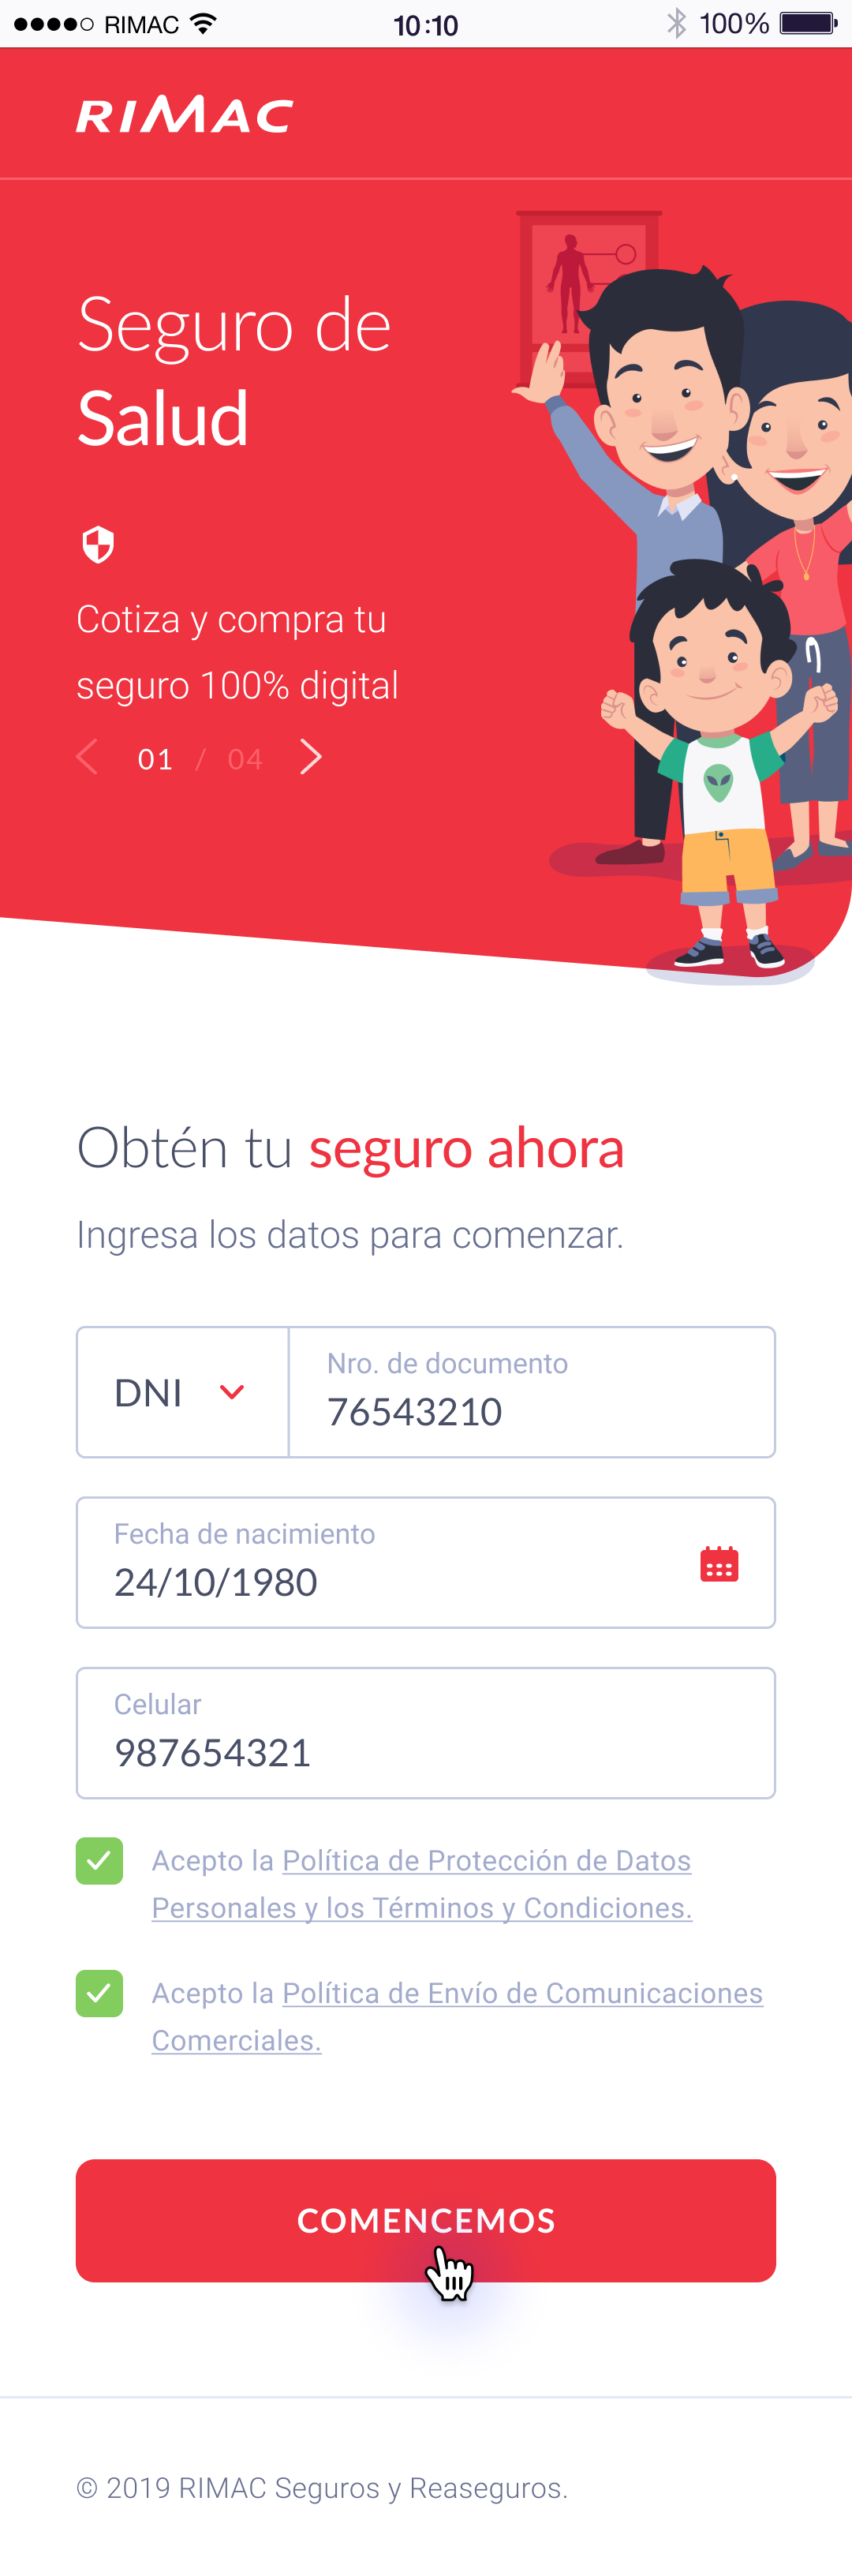 RIMAC 10:10 100%
RIMAC
Seguro de
Salud
Cotiza y compra tu
seguro 100% digital
01 / 04
Obtén tu seguro ahora
Ingresa los datos para comenzar.
DNI
Nro. de documento
76543210
Fecha de nacimiento
24/10/1980
Celular
987654321
Acepto la Política de Protección de Datos
Personales y los Términos y Condiciones.
Acepto la Política de Envío de Comunicaciones
Comerciales.
COMENCEMOS
© 2019 RIMAC Seguros y Reaseguros.